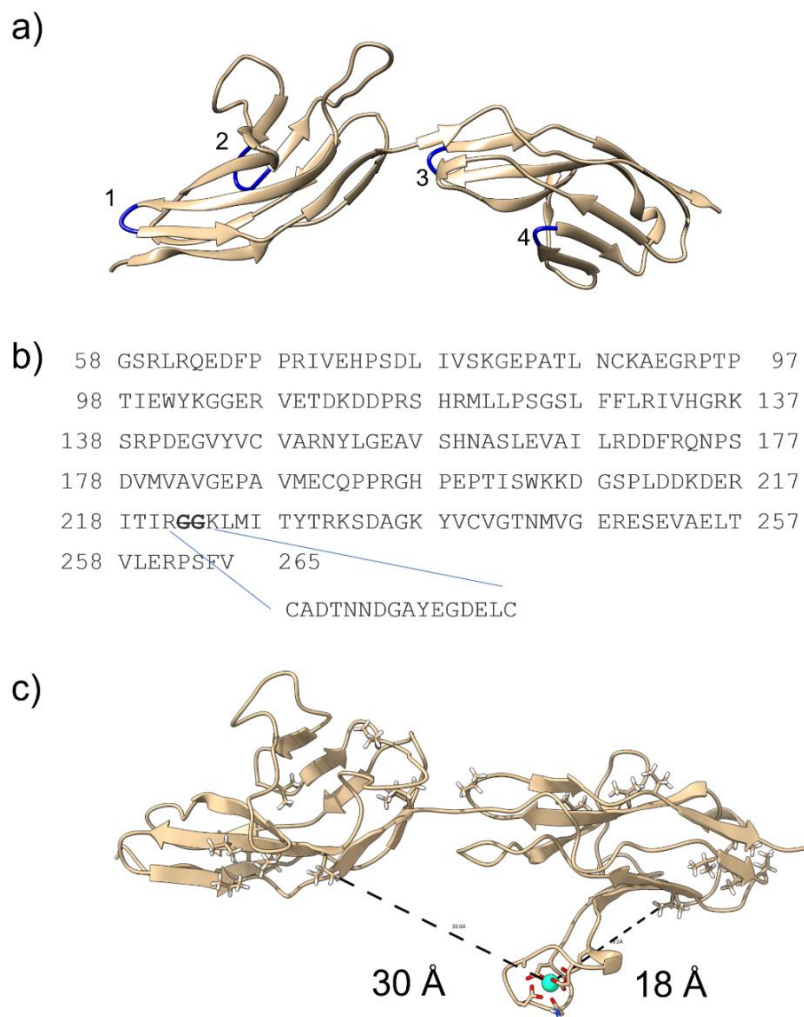 a)
1
2
3
4
b)
58 GSRLRQEDFP PRIVEHPSDL IVSKGEPATL NCKAEGRPTP 97
98 TIEWYKGGER VETDKDDPRS HRMLLPSGSL FFLRIVHGRK 137
138 SRPDEGVYVC VARNYLGEAV SHNASLEVAI LRDDFRQNPS 177
178 DVMVAVGEPA VMECQPPRGH PEPTISWKKD GSPLDDKDER 217
218 ITIRGGKLMI TYTRKSDAGK YVCVGTNMVG ERESEVAELT 257
258 VLERPSFV 265
CADTNNDGAYEGDELC
c)
30 Å
18 Å